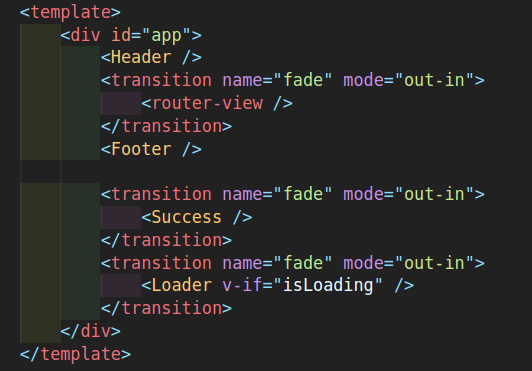 <template>
    <div id="app">
        <Header />
        <transition name="fade" mode="out-in">
            <router-view />
        </transition>
        <Footer />

        <transition name="fade" mode="out-in">
            <Success />
        </transition>
        <transition name="fade" mode="out-in">
            <Loader v-if="isLoading" />
        </transition>
    </div>
</template>